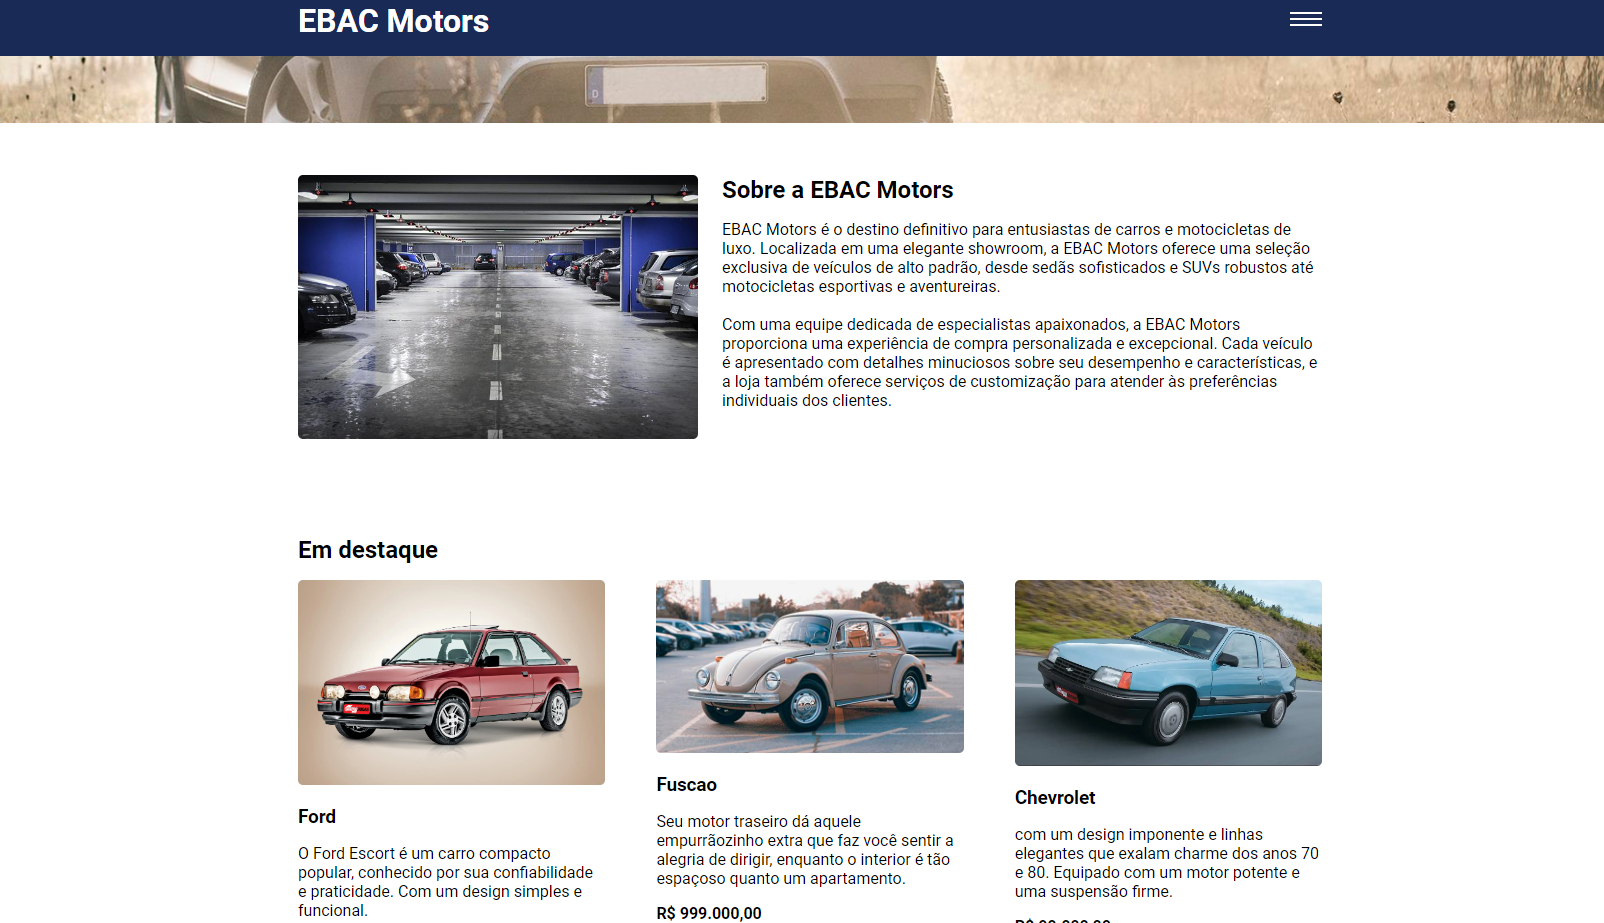 EBAC Motors
D
Sobre a EBAC Motors
EBAC Motors é o destino definitivo para entusiastas de carros e motocicletas de
luxo. Localizada em uma elegante showroom, a EBAC Motors oferece uma seleção
exclusiva de veículos de alto padrão, desde sedãs sofisticados e SUVs robustos até
motocicletas esportivas e aventureiras.
Com uma equipe dedicada de especialistas apaixonados, a EBAC Motors
proporciona uma experiência de compra personalizada e excepcional. Cada veículo
é apresentado com detalhes minuciosos sobre seu desempenho e características, e
a loja também oferece serviços de customização para atender às preferências
individuais dos clientes.
Em destaque
Ford
O Ford Escort é um carro compacto
popular, conhecido por sua confiabilidade
e praticidade. Com um design simples e
funcional.
Fuscao
Seu motor traseiro dá aquele
empurrãozinho extra que faz você sentir a
alegria de dirigir, enquanto o interior é tão
espaçoso quanto um apartamento.
R$ 999.000,00
Chevrolet
com um design imponente e linhas
elegantes que exalam charme dos anos 70
e 80. Equipado com um motor potente e
uma suspensão firme.